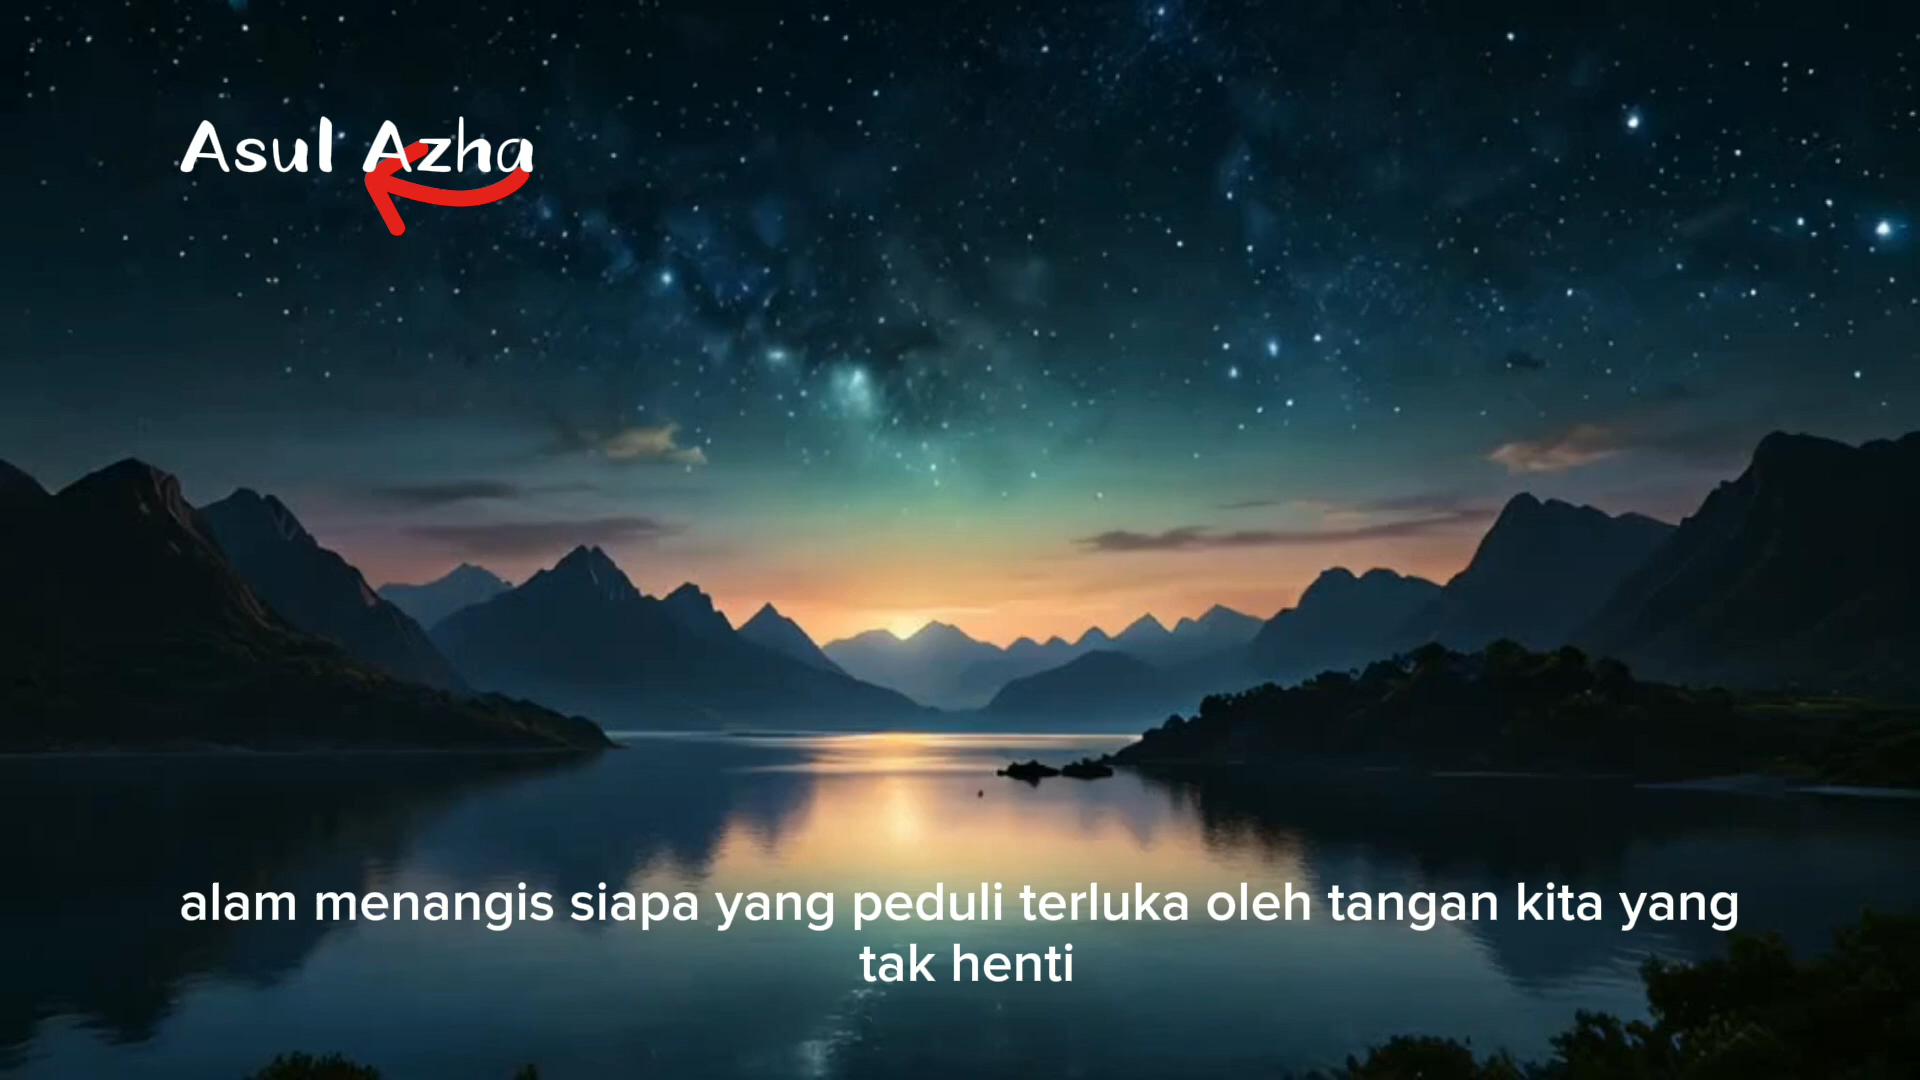 Asul Azha
alam menangis siapa yang peduli terluka oleh tangan kita yang
tak henti